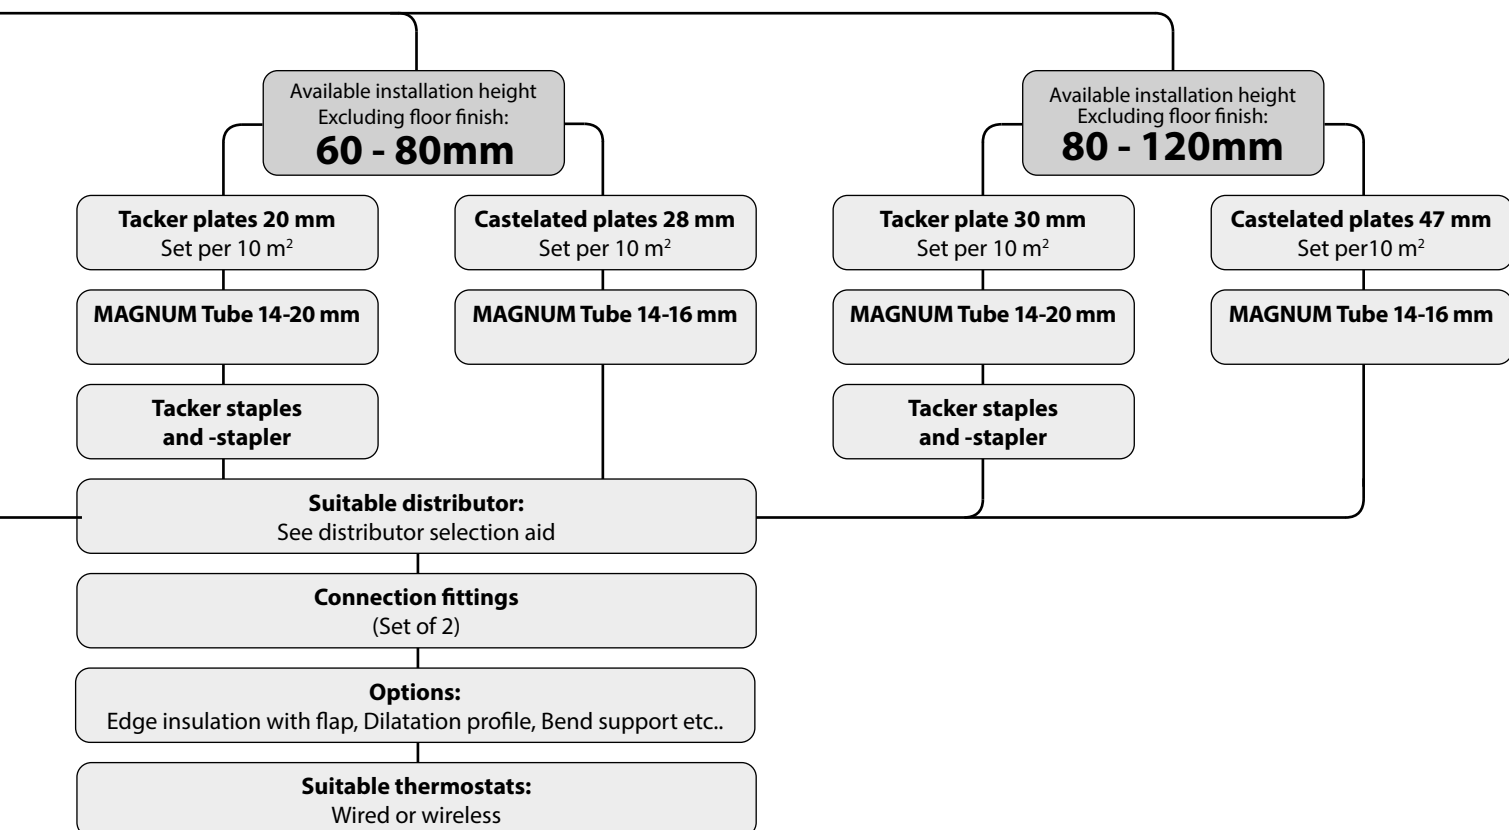 Available installation height
Excluding floor finish:
60 - 80mm
Available installation height
Excluding floor finish:
80 - 120mm
Tacker plates 20 mm
Set per 10 m²
Castelated plates 28 mm
Set per 10 m²
Tacker plate 30 mm
Set per 10 m²
Castelated plates 47 mm
Set per10 m²
MAGNUM Tube 14-20 mm
MAGNUM Tube 14-16 mm
MAGNUM Tube 14-20 mm
MAGNUM Tube 14-16 mm
Tacker staples
and -stapler
Tacker staples
and -stapler
Suitable distributor:
See distributor selection aid
Connection fittings
(Set of 2)
Options:
Edge insulation with flap, Dilatation profile, Bend support etc..
Suitable thermostats:
Wired or wireless